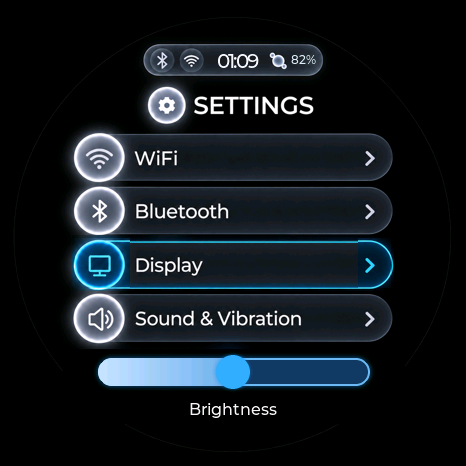 01:09 82%
SETTINGS
WiFi
Bluetooth
Display
Sound & Vibration
Brightness